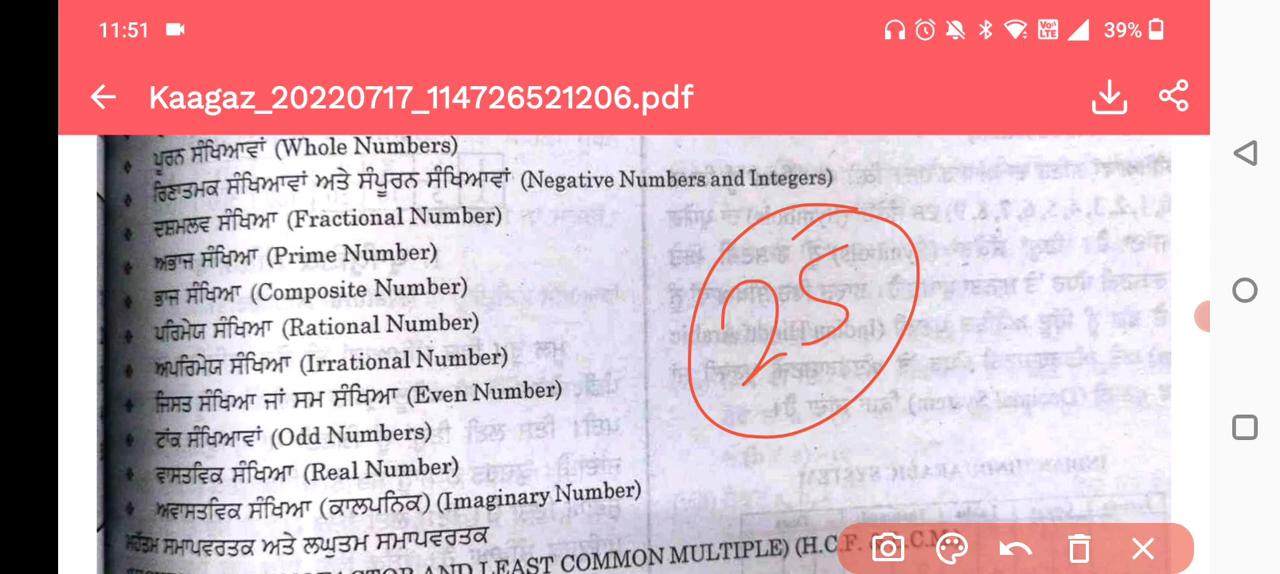 11:51
39%
Kaagaz_20220717_114726521206.pdf
ਪੂਰਨ ਸੰਖਿਆਵਾਂ (Whole Numbers)
ਰਿਣਾਤਮਕ ਸੰਖਿਆਵਾਂ ਅਤੇ ਸੰਪੂਰਨ ਸੰਖਿਆਵਾਂ (Negative Numbers and Integers)
ਦਸ਼ਮਲਵ ਸੰਖਿਆ (Fractional Number)
ਅਭਾਜ ਸੰਖਿਆ (Prime Number)
ਭਾਜ ਸੰਖਿਆ (Composite Number)
ਪਰਿਮੇਯ ਸੰਖਿਆ (Rational Number)
ਅਪਰਿਮੇਯ ਸੰਖਿਆ (Irrational Number)
ਜਿਸਤ ਸੰਖਿਆ ਜਾਂ ਸਮ ਸੰਖਿਆ (Even Number)
ਟਾਂਕ ਸੰਖਿਆਵਾਂ (Odd Numbers)
ਵਾਸਤਵਿਕ ਸੰਖਿਆ (Real Number)
ਅਵਾਸਤਵਿਕ ਸੰਖਿਆ (ਕਾਲਪਨਿਕ) (Imaginary Number)
ਮਹੱਤਮ ਸਮਾਪਵਰਤਕ ਅਤੇ ਲਘੁਤਮ ਸਮਾਪਵਰਤਕ
AND LEAST COMMON MULTIPLE) (H.C.F.
25